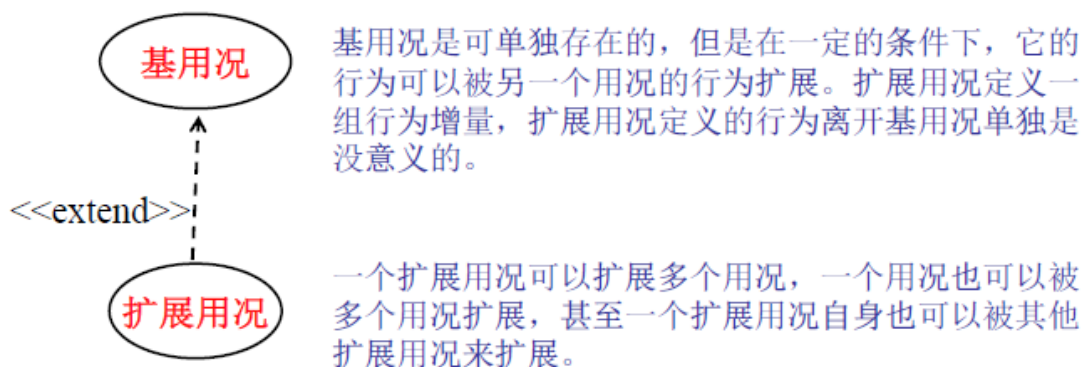 基用况
基用况是可单独存在的，但是在一定的条件下，它的
行为可以被另一个用况的行为扩展。扩展用况定义一
组行为增量，扩展用况定义的行为离开基用况单独是
没意义的。
<<extend>>
扩展用况
一个扩展用况可以扩展多个用况，一个用况也可以被
多个用况扩展，甚至一个扩展用况自身也可以被其他
扩展用况来扩展。